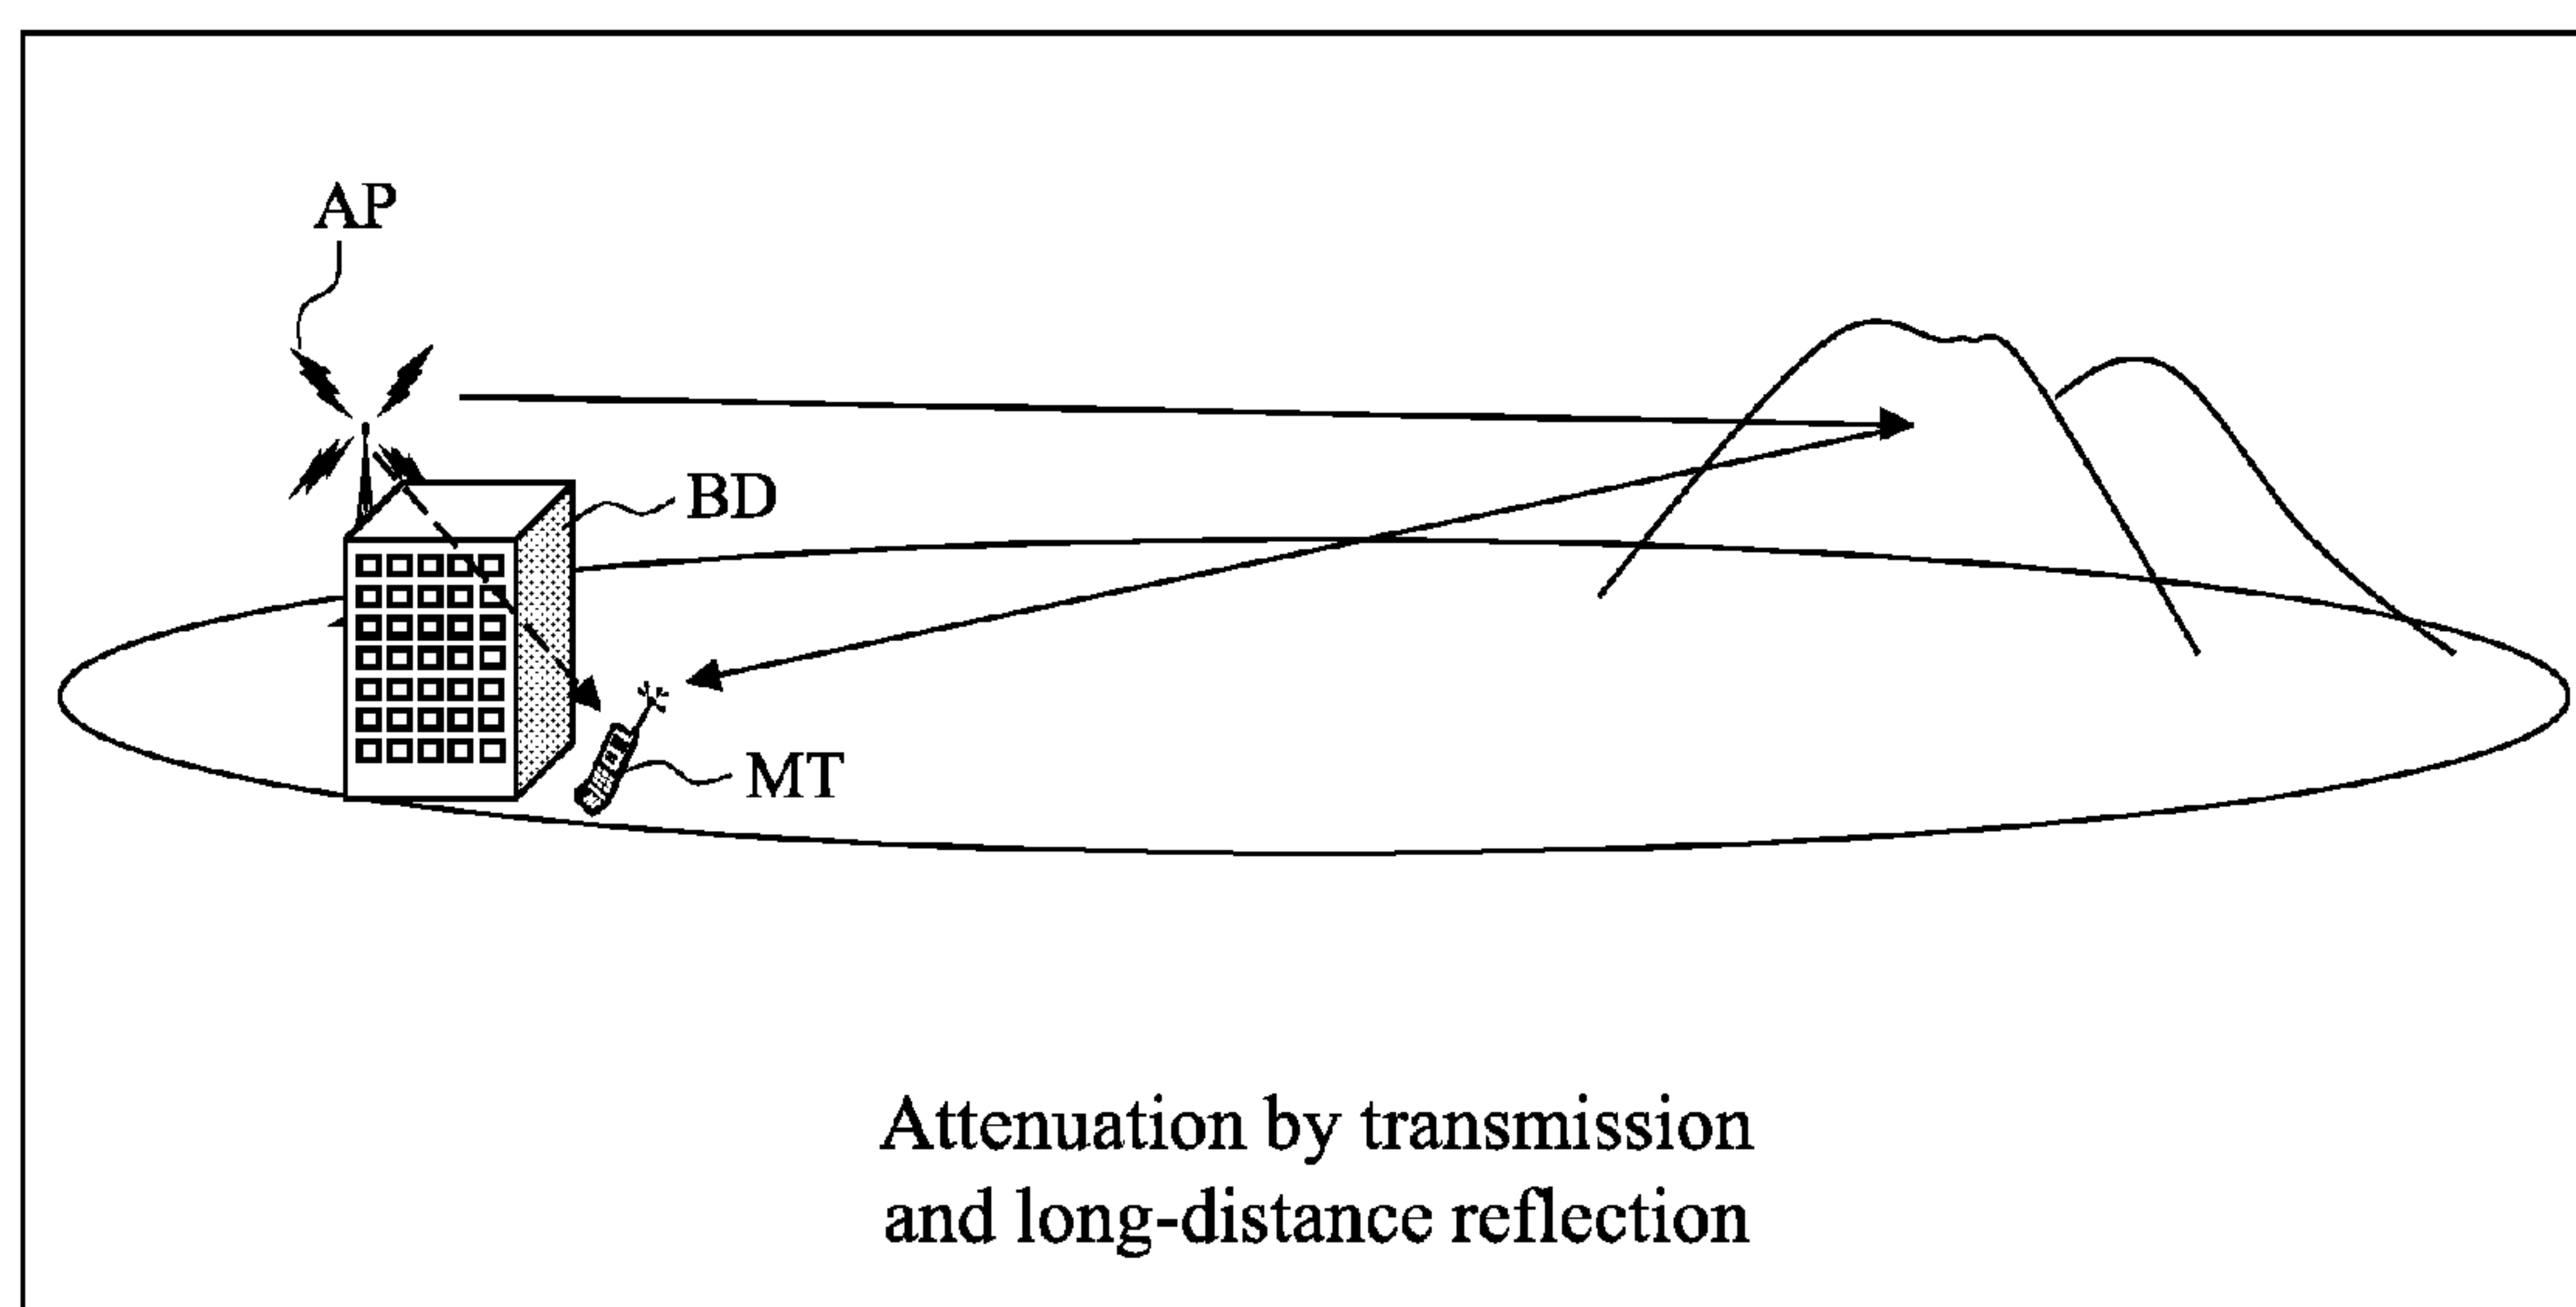 AP
BD
MT
Attenuation by transmission
and long-distance reflection